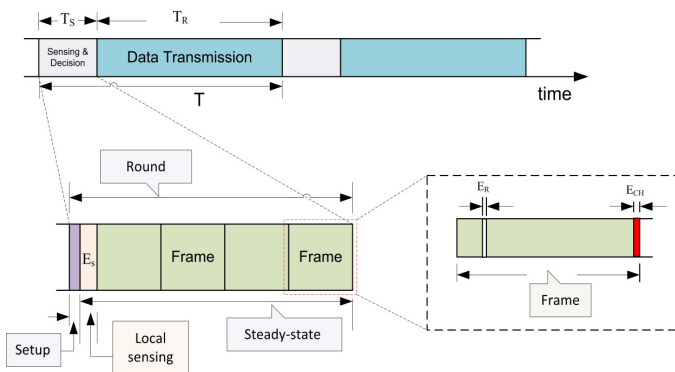 T_S
T_R
Sensing &
Decision
Data Transmission
T
time
Round
E_s
Frame
Frame
Setup
Local
sensing
Steady-state
E_R
E_CH
Frame